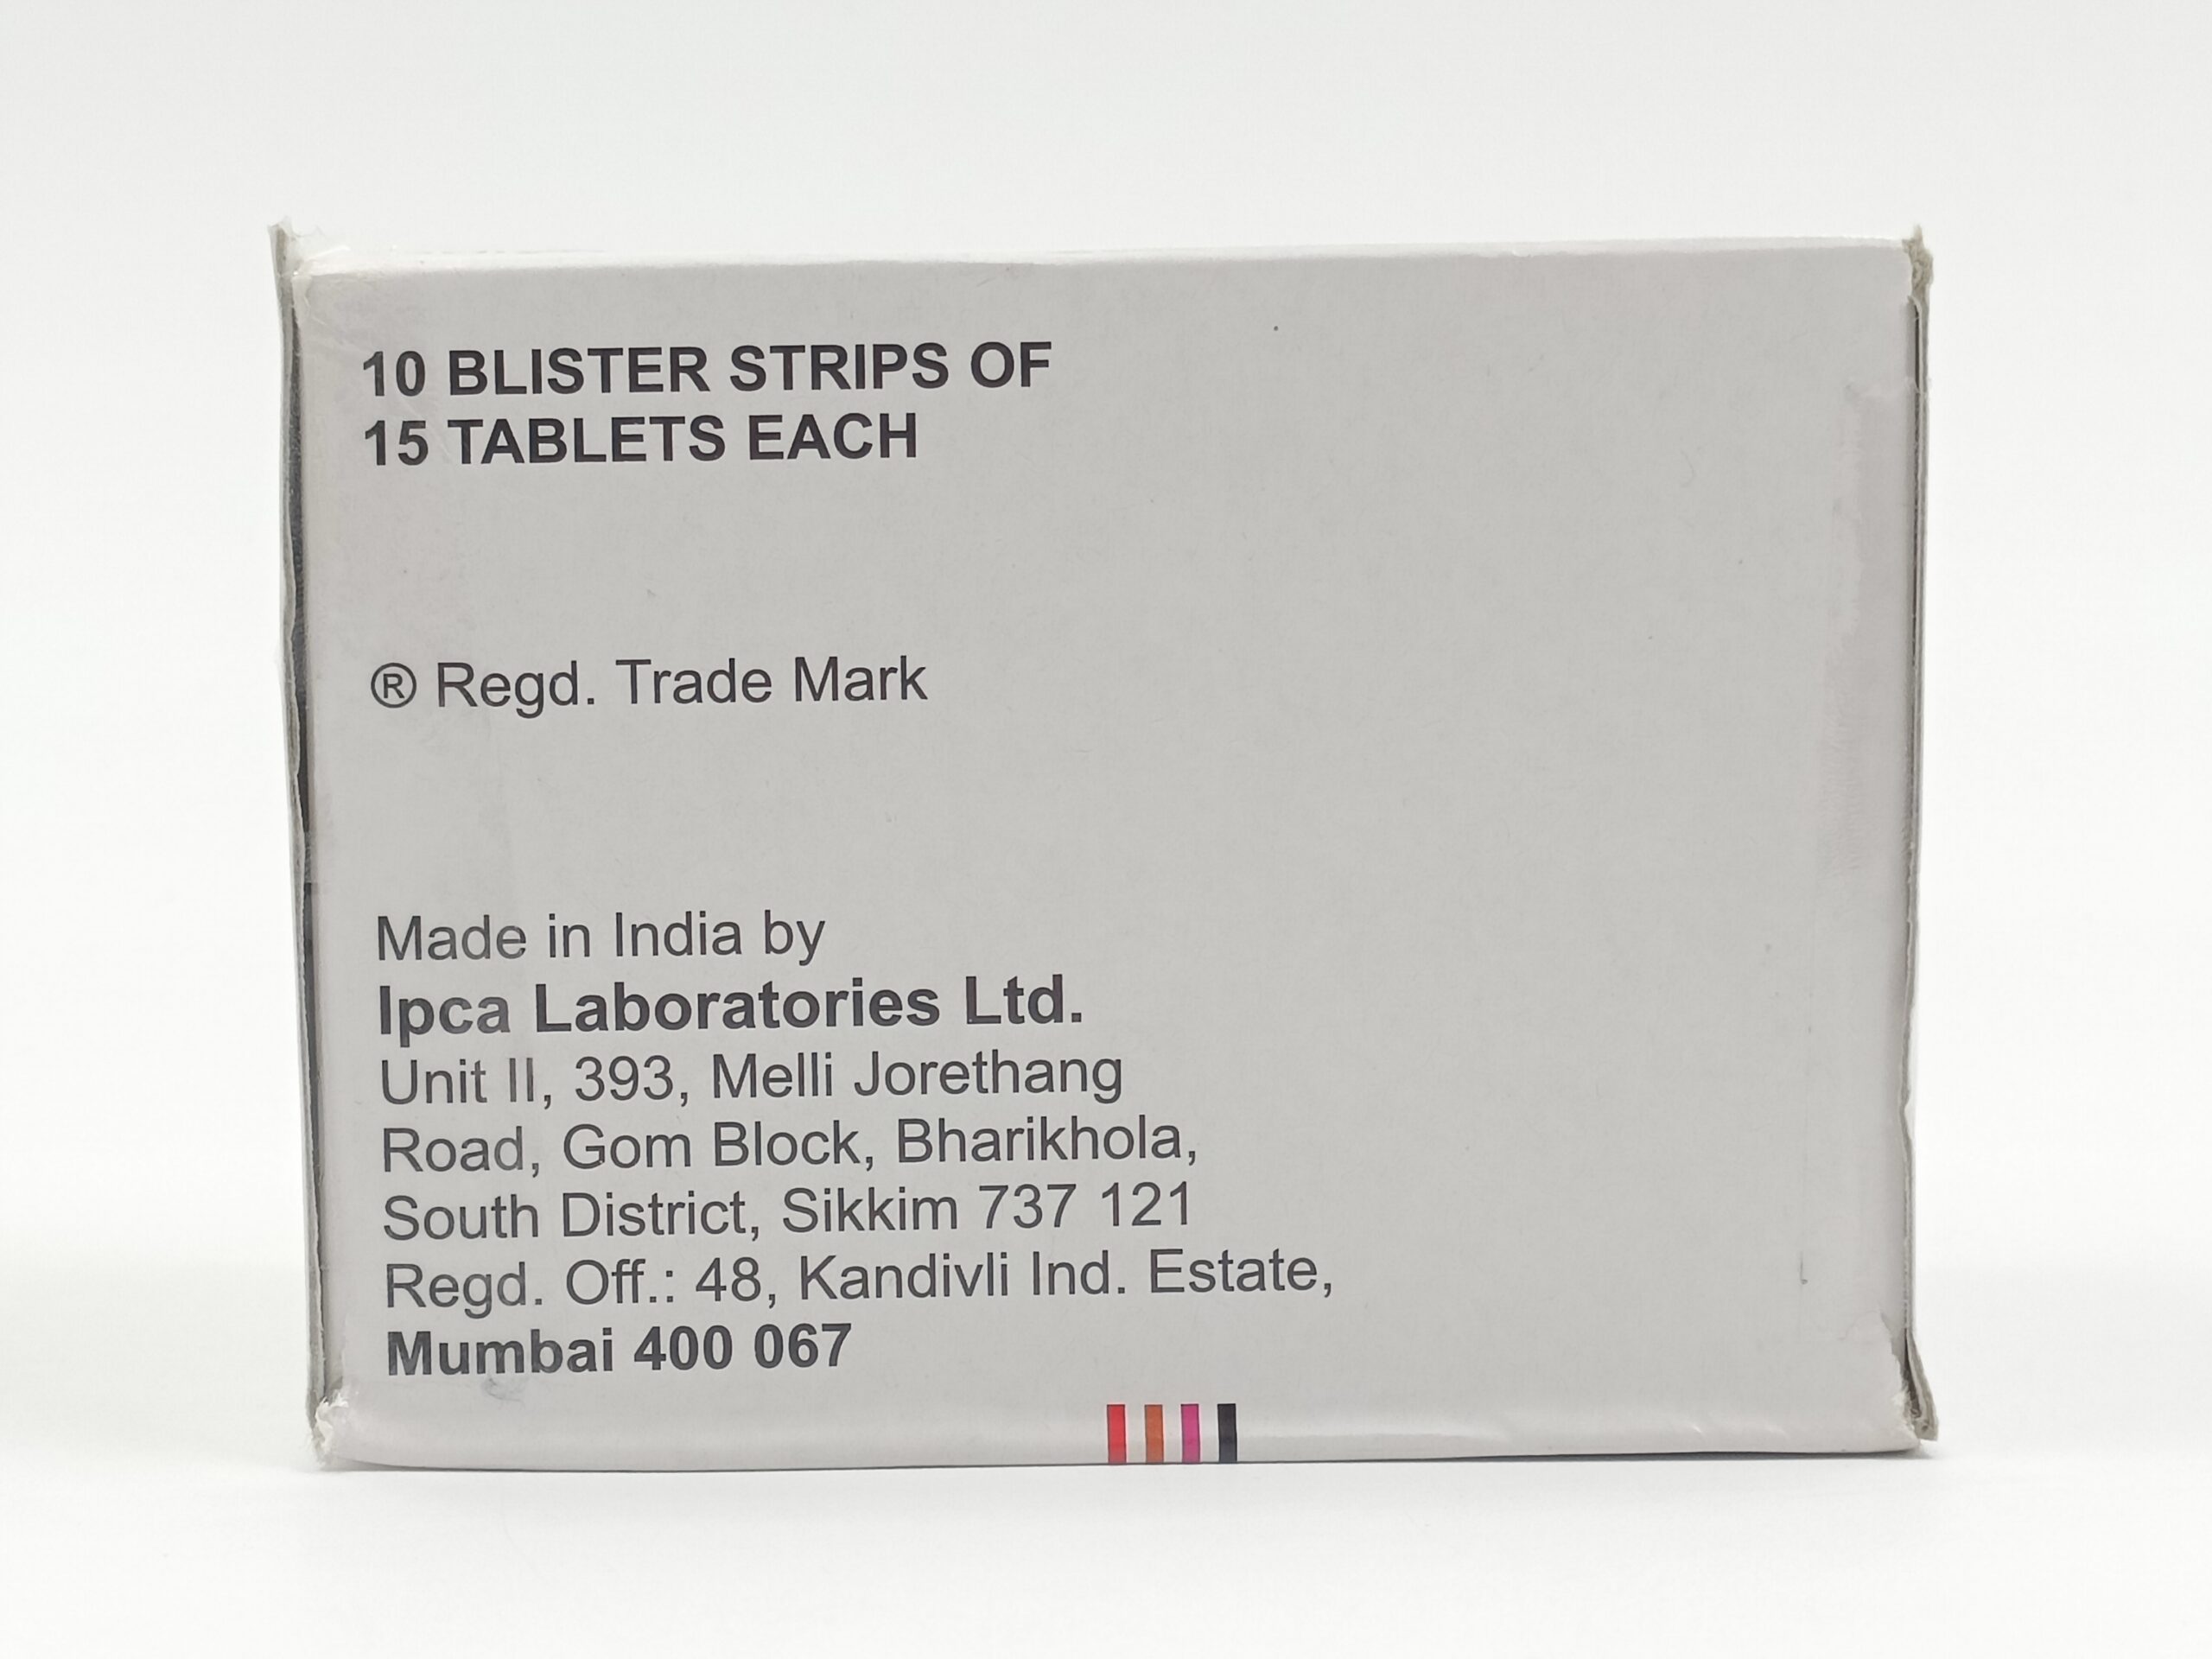 10 BLISTER STRIPS OF
15 TABLETS EACH
® Regd. Trade Mark
Made in India by
Ipca Laboratories Ltd.
Unit II, 393, Melli Jorethang
Road, Gom Block, Bharikhola,
South District, Sikkim 737 121
Regd. Off.: 48, Kandivli Ind. Estate,
Mumbai 400 067